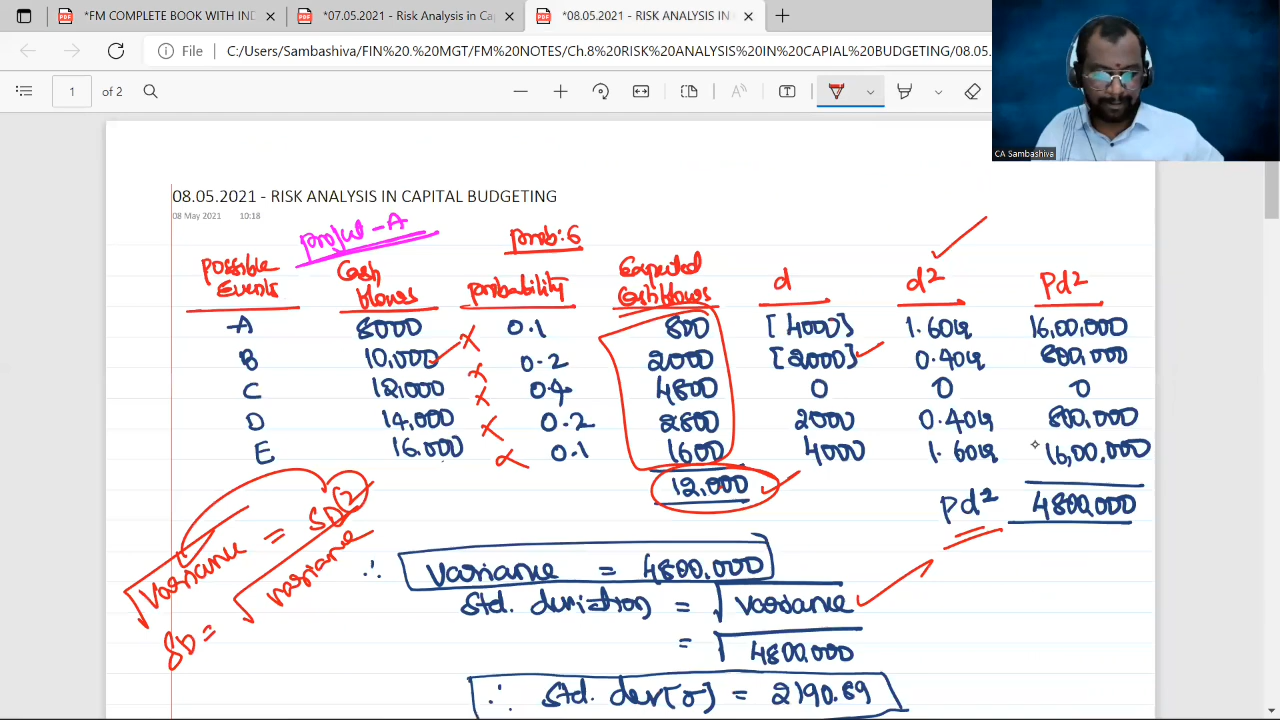 *FM COMPLETE BOOK WITH IND
*07.05.2021 - Risk Analysis in Ca
*08.05.2021 - RISK ANALYSIS IN
File
C:/Users/Sambashiva/FIN%20.%20MGT/FM%20NOTES/Ch.8%20RISK%20ANALYSIS%20IN%20CAPIAL%20BUDGETING/08.05.
1 of 2
CA Sambashiva
08.05.2021 - RISK ANALYSIS IN CAPITAL BUDGETING
08 May 2021 10:18
Project - A
prob:6
Possible Events Cash flows probability Expected Cashflows d d² Pd²
A 8000 × 0.1 800 [4000] 1.60 16,00,000
B 10,000 × 0.2 2000 [2000] 0.40 800,000
C 12,000 × 0.4 4800 0 0 0
D 14,000 × 0.2 2800 2000 0.40 800,000
E 16,000 × 0.1 1600 4000 1.60 16,00,000
12,000 Pd² 4800,000
√variance = SD²
SD = √variance
∴ Variance = 4800,000
Std. deviation = √variance
= √4800,000
∴ Std. dev(σ) = 2190.89